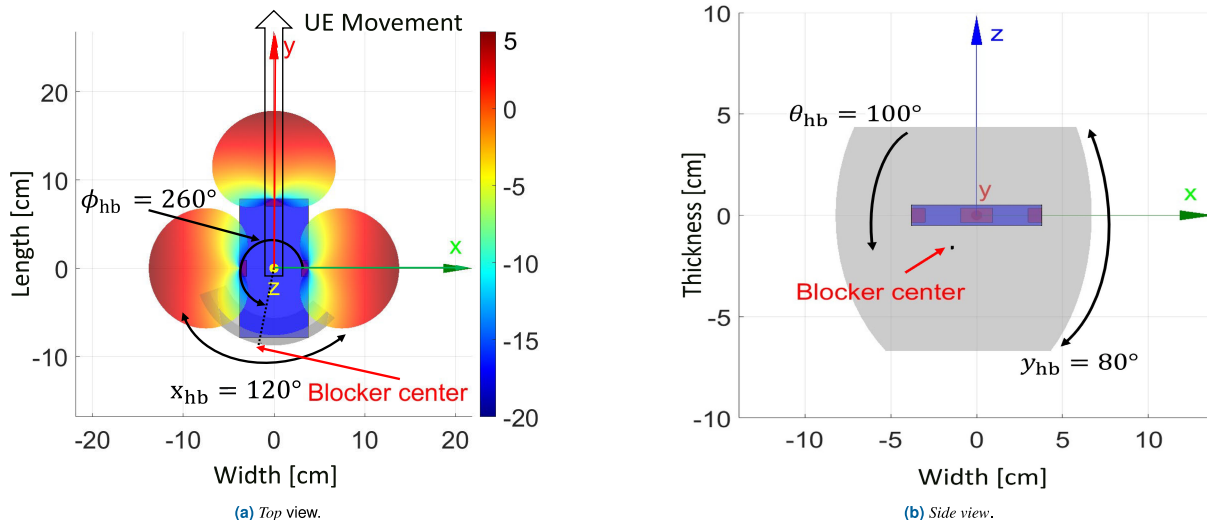 UE Movement
y
5
20
0
10
ϕhb = 260°
-5
Length [cm]
x
0
z
-10
-10
xhb = 120°
Blocker center
-15
-20
-20
-10
0
10
20
Width [cm]
(a) Top view.
10
z
5
θhb = 100°
Thickness [cm]
y
x
0
Blocker center
-5
yhb = 80°
-10
-10
-5
0
5
10
Width [cm]
(b) Side view.